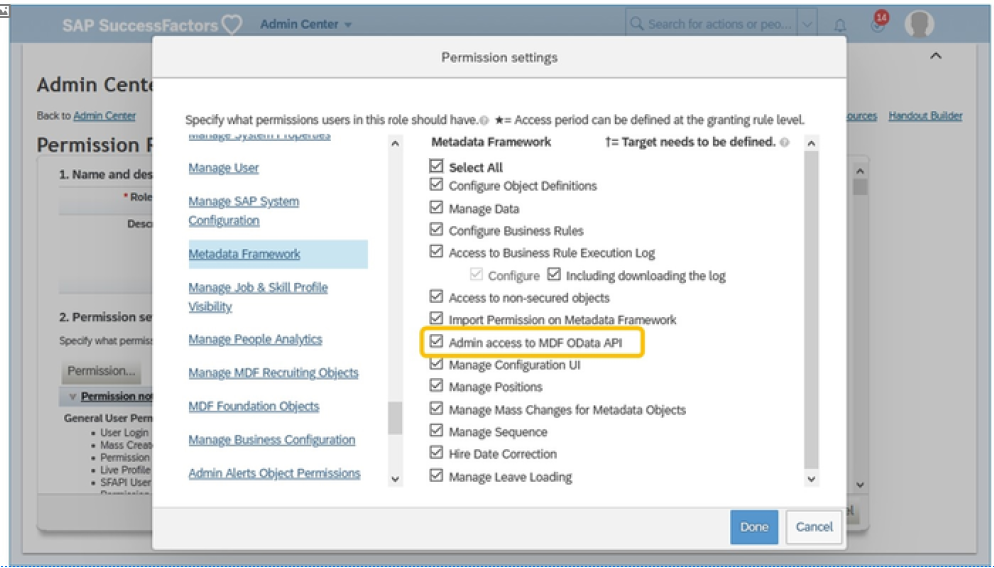 SAP SuccessFactors Admin Center
Search for actions or peo...
14
Permission settings
Admin Cente
Back to Admin Center
ources Handout Builder
Specify what permissions users in this role should have. ★= Access period can be defined at the granting rule level.
Permission F
1. Name and des
* Role
Desc
2. Permission se
Specify what permiss
Permission...
Permission not
General User Perm
User Login
Mass Create
Permission
Live Profile
SFAPI User
Manage System Properties
Manage User
Manage SAP System
Configuration
Metadata Framework
Manage Job & Skill Profile
Visibility
Manage People Analytics
Manage MDF Recruiting Objects
MDF Foundation Objects
Manage Business Configuration
Admin Alerts Object Permissions
Metadata Framework †= Target needs to be defined.
Select All
Configure Object Definitions
Manage Data
Configure Business Rules
Access to Business Rule Execution Log
Configure Including downloading the log
Access to non-secured objects
Import Permission on Metadata Framework
Admin access to MDF OData API
Manage Configuration UI
Manage Positions
Manage Mass Changes for Metadata Objects
Manage Sequence
Hire Date Correction
Manage Leave Loading
Done Cancel